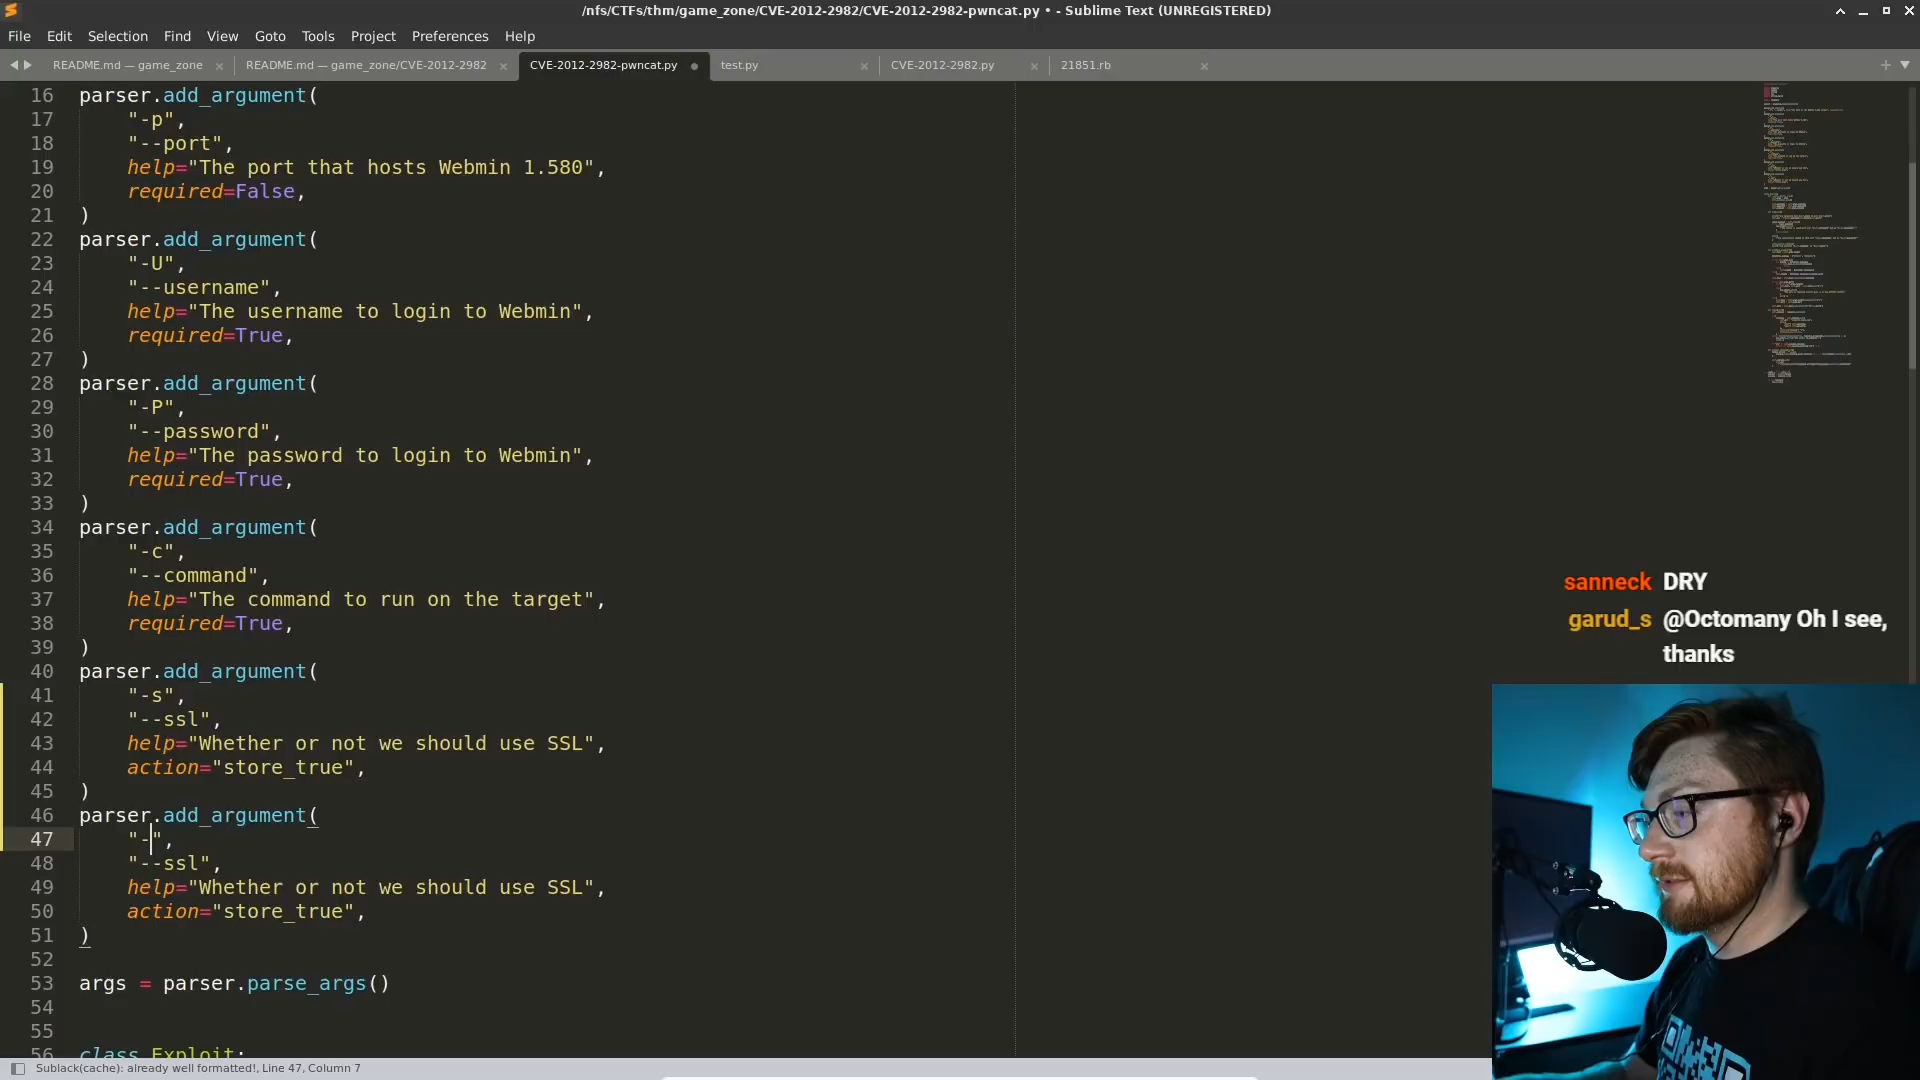 /nfs/CTFs/thm/game_zone/CVE-2012-2982/CVE-2012-2982-pwncat.py • - Sublime Text (UNREGISTERED)
File Edit Selection Find View Goto Tools Project Preferences Help
README.md — game_zone README.md — game_zone/CVE-2012-2982 CVE-2012-2982-pwncat.py test.py CVE-2012-2982.py 21851.rb
16 parser.add_argument(
17 "-p",
18 "--port",
19 help="The port that hosts Webmin 1.580",
20 required=False,
21 )
22 parser.add_argument(
23 "-U",
24 "--username",
25 help="The username to login to Webmin",
26 required=True,
27 )
28 parser.add_argument(
29 "-P",
30 "--password",
31 help="The password to login to Webmin",
32 required=True,
33 )
34 parser.add_argument(
35 "-c",
36 "--command",
37 help="The command to run on the target",
38 required=True,
39 )
40 parser.add_argument(
41 "-s",
42 "--ssl",
43 help="Whether or not we should use SSL",
44 action="store_true",
45 )
46 parser.add_argument(
47 "-",
48 "--ssl",
49 help="Whether or not we should use SSL",
50 action="store_true",
51 )
52
53 args = parser.parse_args()
54
55
56 class Exploit:
sanneck DRY
garud_s @Octomany Oh I see,
thanks
Sublack(cache): already well formatted!, Line 47, Column 7